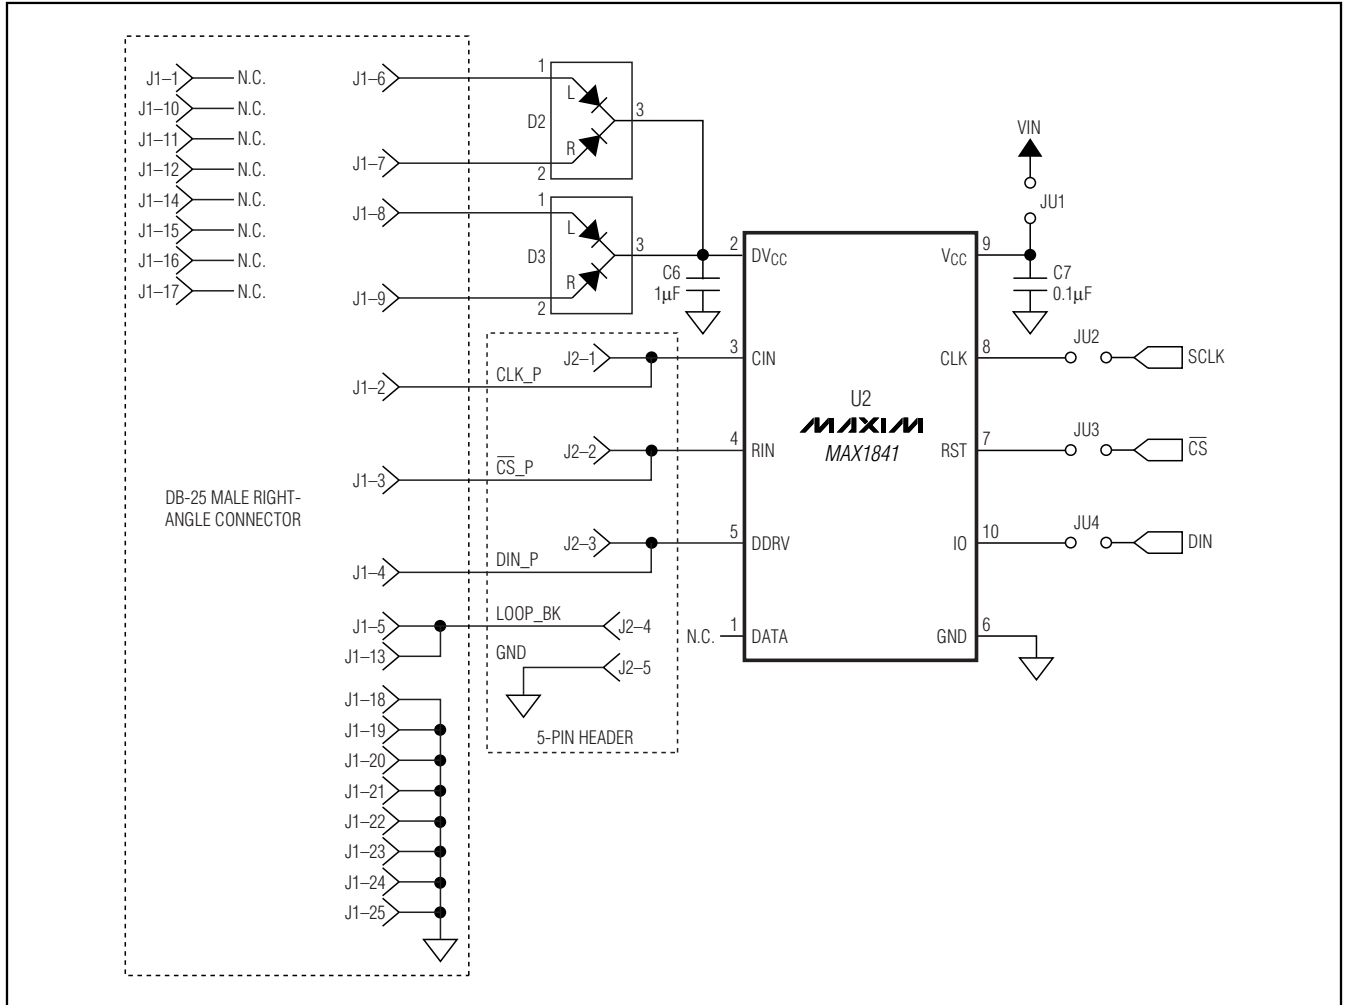 J1–1 N.C.
J1–10 N.C.
J1–11 N.C.
J1–12 N.C.
J1–14 N.C.
J1–15 N.C.
J1–16 N.C.
J1–17 N.C.
DB-25 MALE RIGHT-
ANGLE CONNECTOR
J1–6
J1–7
J1–8
J1–9
J1–2
J1–3
J1–4
J1–5
J1–13
J1–18
J1–19
J1–20
J1–21
J1–22
J1–23
J1–24
J1–25
1
L
D2
3
R
2
1
L
D3
3
R
2
C6
1µF
J2–1
CLK_P
J2–2
CS_P
J2–3
DIN_P
LOOP_BK
J2–4
GND
J2–5
5-PIN HEADER
2 DVCC
3 CIN
4 RIN
5 DDRV
N.C. 1 DATA
U2
MAXIM
MAX1841
VCC 9
CLK 8
RST 7
IO 10
GND 6
VIN
JU1
C7
0.1µF
JU2
SCLK
JU3
CS
JU4
DIN